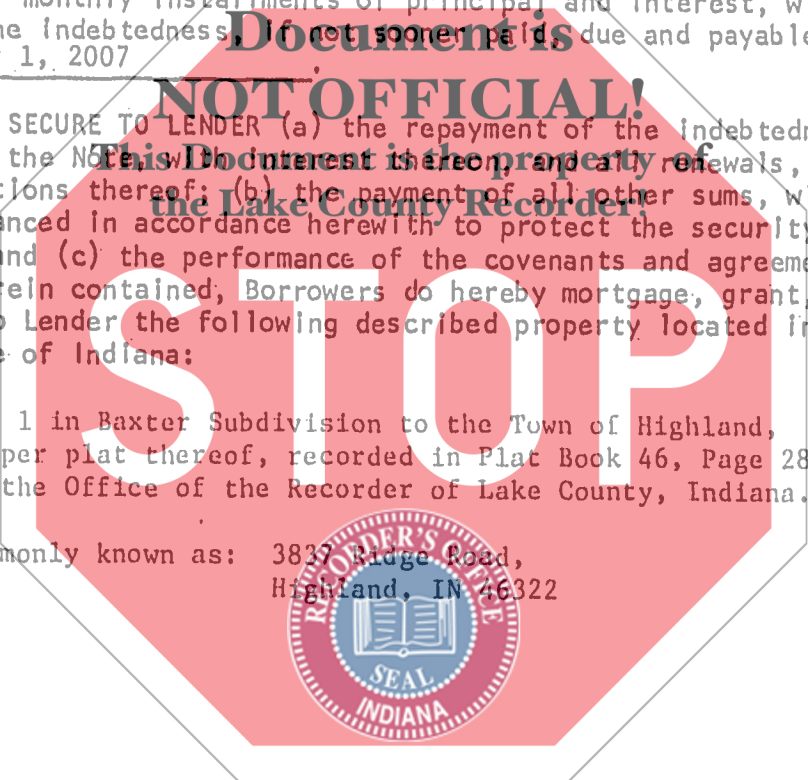 monthly installments of principal and interest, w
he indebtedness, if not sooner paid, due and payable
1, 2007
Document is
NOT OFFICIAL!
This Document is the property of
the Lake County Recorder!
SECURE TO LENDER (a) the repayment of the indebtedn
the Note, with interest thereon, and all renewals,
ions thereof; (b) the payment of all other sums, w
anced in accordance herewith to protect the security
nd (c) the performance of the covenants and agreeme
rein contained, Borrowers do hereby mortgage, grant
o Lender the following described property located in
e of Indiana:
STOP
1 in Baxter Subdivision to the Town of Highland,
per plat thereof, recorded in Plat Book 46, Page 28
the Office of the Recorder of Lake County, Indiana.
monly known as: 3837 Ridge Road,
Highland, IN 46322
RECORDER'S OFFICE
SEAL
INDIANA